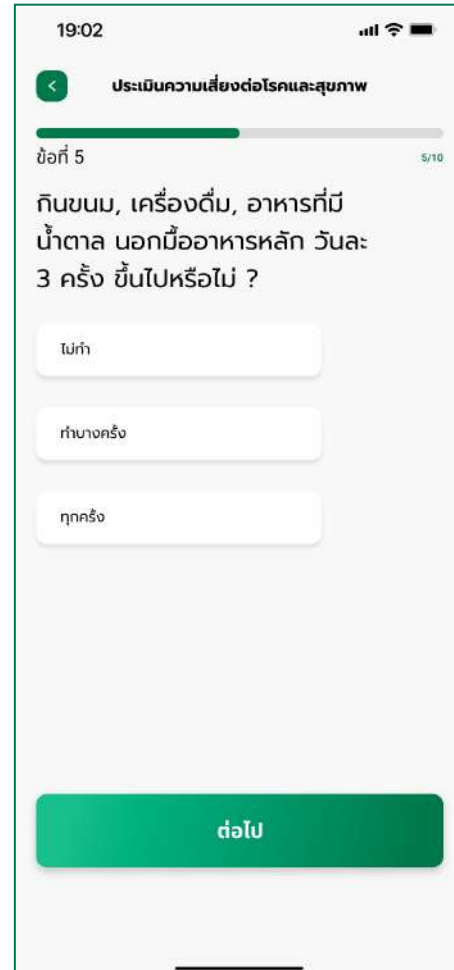 19:02
ประเมินความเสี่ยงต่อโรคและสุขภาพ
ข้อที่ 5
5/10
กินขนม, เครื่องดื่ม, อาหารที่มี
น้ำตาล นอกมื้ออาหารหลัก วันละ
3 ครั้ง ขึ้นไปหรือไม่ ?
ไม่ทำ
ทำบางครั้ง
ทุกครั้ง
ต่อไป